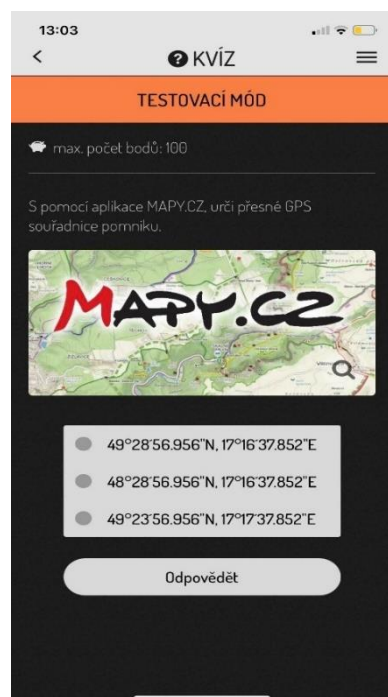 13:03
KVÍZ
TESTOVACÍ MÓD
max. počet bodů: 100
S pomocí aplikace MAPY.CZ, urči přesné GPS
souřadnice pomníku.
MAPY.CZ
49°28'56.956"N, 17°16'37.852"E
48°28'56.956"N, 17°16'37.852"E
49°23'56.956"N, 17°17'37.852"E
Odpovědět